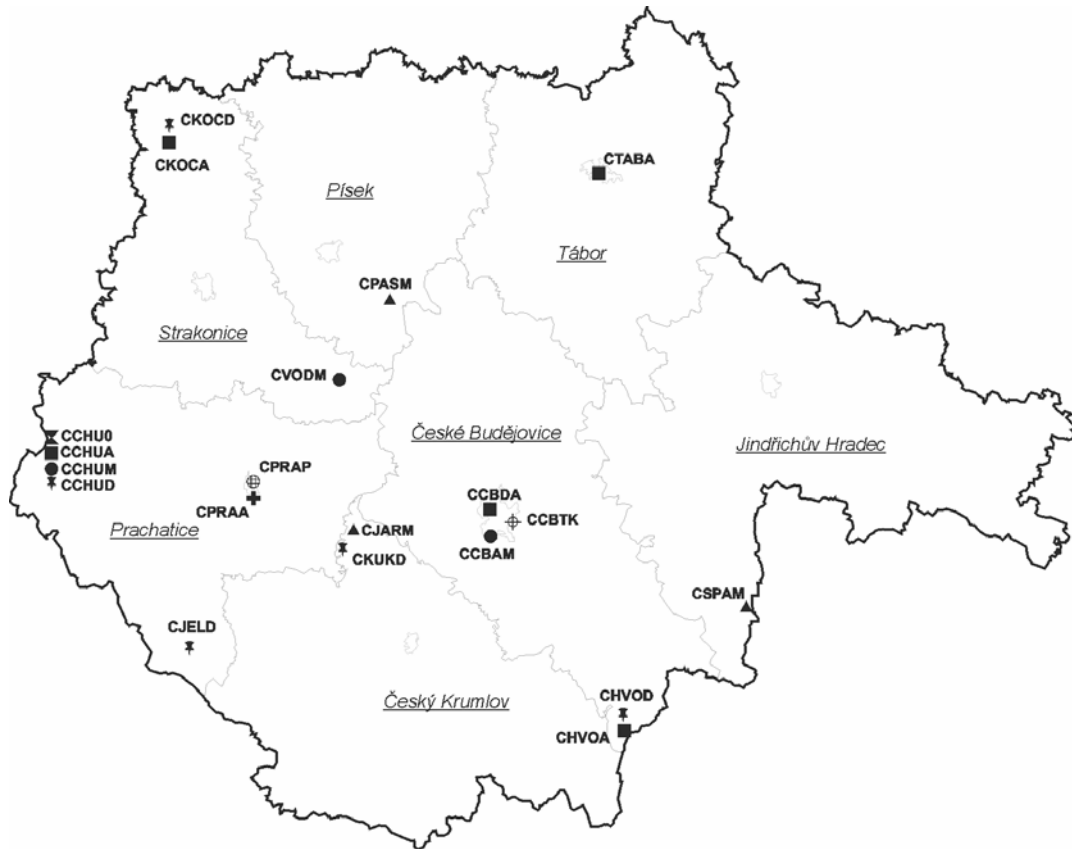 CKOCD
CKOCA
CTABA
Písek
Tábor
CPASM
Strakonice
CVODM
České Budějovice
Jindřichův Hradec
CCHU0
CCHUA
CCHUM
CCHUD
CPRAP
CPRAA
Prachatice
CCBDA
CCBTK
CCBAM
CJARM
CKUKD
CSPAM
CJELD
Český Krumlov
CHVOD
CHVOA